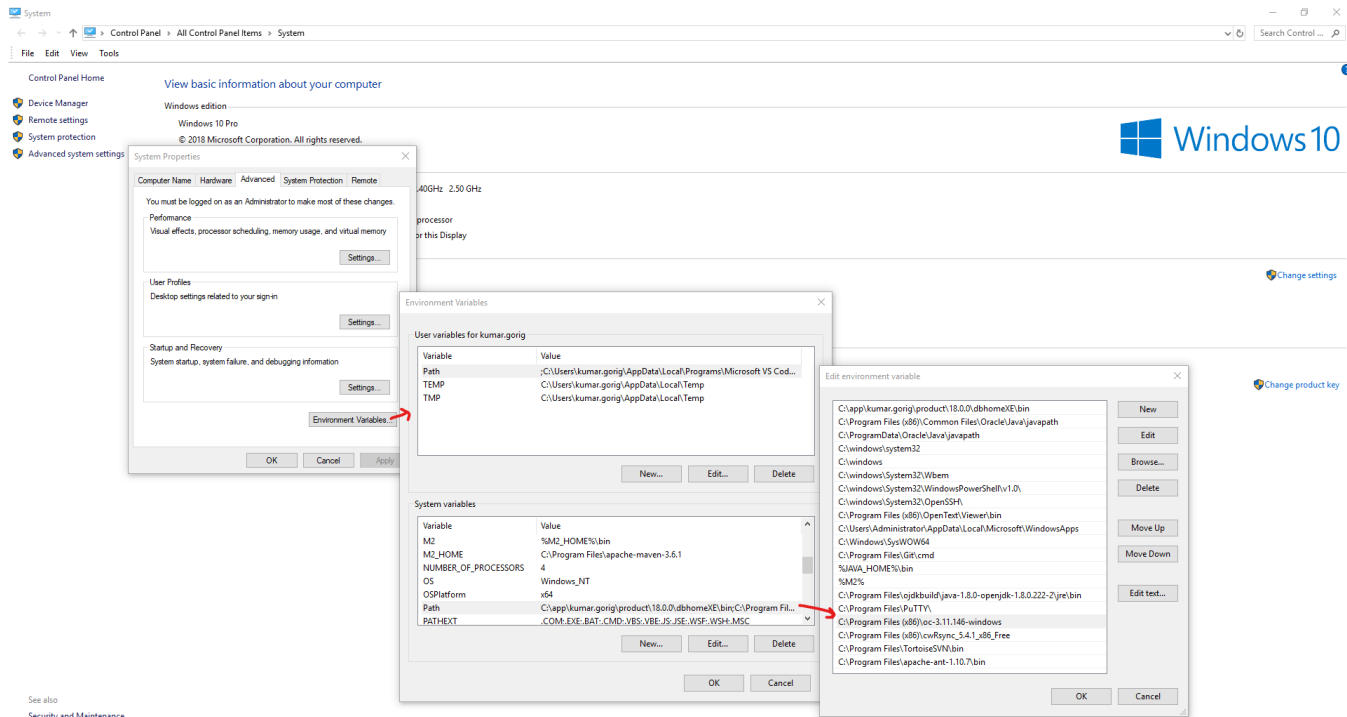 System
Control Panel › All Control Panel Items › System
Search Control ...
File Edit View Tools
Control Panel Home
Device Manager
Remote settings
System protection
Advanced system settings
See also
Security and Maintenance
View basic information about your computer
Windows edition
Windows 10 Pro
© 2018 Microsoft Corporation. All rights reserved.
Windows 10
.40GHz 2.50 GHz
processor
or this Display
Change settings
Change product key
System Properties
Computer Name Hardware Advanced System Protection Remote
You must be logged on as an Administrator to make most of these changes.
Performance
Visual effects, processor scheduling, memory usage, and virtual memory
Settings...
User Profiles
Desktop settings related to your sign-in
Settings...
Startup and Recovery
System startup, system failure, and debugging information
Settings...
Environment Variables...
OK Cancel Apply
Environment Variables
User variables for kumar.gorig
Variable Value
Path ;C:\Users\kumar.gorig\AppData\Local\Programs\Microsoft VS Cod...
TEMP C:\Users\kumar.gorig\AppData\Local\Temp
TMP C:\Users\kumar.gorig\AppData\Local\Temp
New... Edit... Delete
System variables
Variable Value
M2 %M2_HOME%\bin
M2_HOME C:\Program Files\apache-maven-3.6.1
NUMBER_OF_PROCESSORS 4
OS Windows_NT
OSPlatform x64
Path C:\app\kumar.gorig\product\18.0.0\dbhomeXE\bin;C:\Program Fil...
PATHEXT .COM;.EXE;.BAT;.CMD;.VBS;.VBE;.JS;.JSE;.WSF;.WSH;.MSC
New... Edit... Delete
OK Cancel
Edit environment variable
C:\app\kumar.gorig\product\18.0.0\dbhomeXE\bin
C:\Program Files (x86)\Common Files\Oracle\Java\javapath
C:\ProgramData\Oracle\Java\javapath
C:\windows\system32
C:\windows
C:\windows\System32\Wbem
C:\windows\System32\WindowsPowerShell\v1.0\
C:\windows\System32\OpenSSH\
C:\Program Files (x86)\OpenText\Viewer\bin
C:\Users\Administrator\AppData\Local\Microsoft\WindowsApps
C:\Windows\SysWOW64
C:\Program Files\Git\cmd
%JAVA_HOME%\bin
%M2%
C:\Program Files\ojdkbuild\java-1.8.0-openjdk-1.8.0.222-2\jre\bin
C:\Program Files\PuTTY\
C:\Program Files (x86)\oc-3.11.146-windows
C:\Program Files (x86)\cwRsync_5.4.1_x86_Free
C:\Program Files\TortoiseSVN\bin
C:\Program Files\apache-ant-1.10.7\bin
New
Edit
Browse...
Delete
Move Up
Move Down
Edit text...
OK Cancel